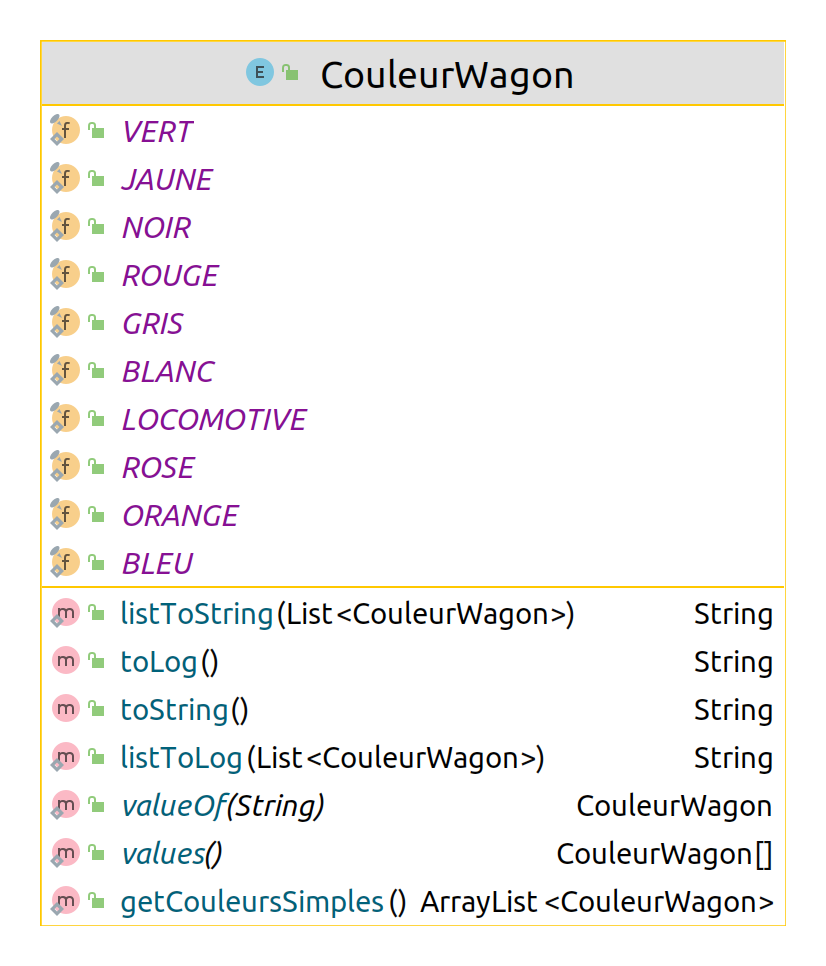 E CouleurWagon
f VERT
f JAUNE
f NOIR
f ROUGE
f GRIS
f BLANC
f LOCOMOTIVE
f ROSE
f ORANGE
f BLEU
m listToString(List<CouleurWagon>) String
m toLog() String
m toString() String
m listToLog(List<CouleurWagon>) String
m valueOf(String) CouleurWagon
m values() CouleurWagon[]
m getCouleursSimples() ArrayList<CouleurWagon>